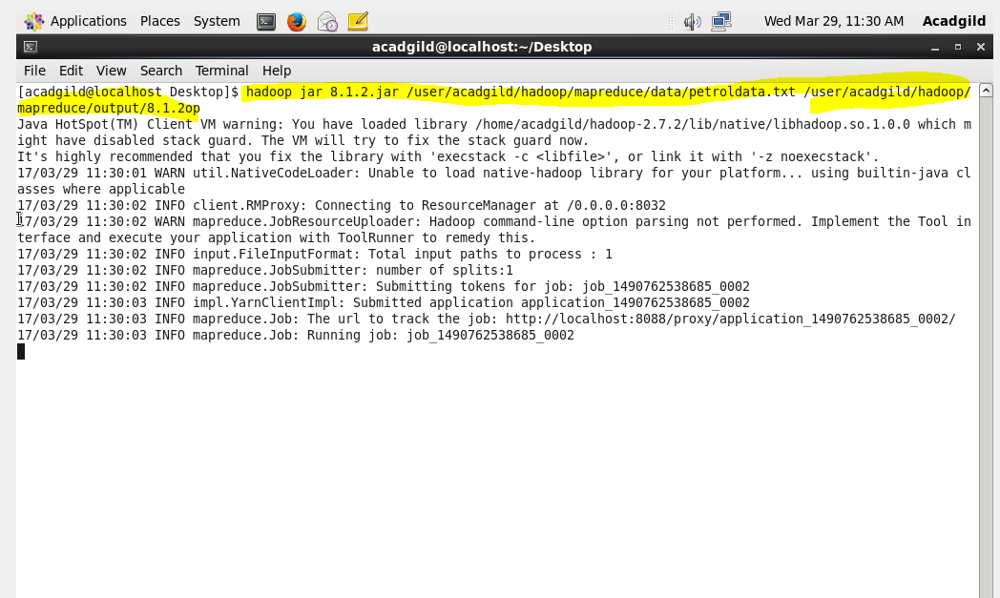 Applications Places System Wed Mar 29, 11:30 AM Acadgild
acadgild@localhost:~/Desktop
File Edit View Search Terminal Help
[acadgild@localhost Desktop]$ hadoop jar 8.1.2.jar /user/acadgild/hadoop/mapreduce/data/petroldata.txt /user/acadgild/hadoop/
mapreduce/output/8.1.2op
Java HotSpot(TM) Client VM warning: You have loaded library /home/acadgild/hadoop-2.7.2/lib/native/libhadoop.so.1.0.0 which m
ight have disabled stack guard. The VM will try to fix the stack guard now.
It's highly recommended that you fix the library with 'execstack -c <libfile>', or link it with '-z noexecstack'.
17/03/29 11:30:01 WARN util.NativeCodeLoader: Unable to load native-hadoop library for your platform... using builtin-java cl
asses where applicable
17/03/29 11:30:02 INFO client.RMProxy: Connecting to ResourceManager at /0.0.0.0:8032
17/03/29 11:30:02 WARN mapreduce.JobResourceUploader: Hadoop command-line option parsing not performed. Implement the Tool in
terface and execute your application with ToolRunner to remedy this.
17/03/29 11:30:02 INFO input.FileInputFormat: Total input paths to process : 1
17/03/29 11:30:02 INFO mapreduce.JobSubmitter: number of splits:1
17/03/29 11:30:02 INFO mapreduce.JobSubmitter: Submitting tokens for job: job_1490762538685_0002
17/03/29 11:30:03 INFO impl.YarnClientImpl: Submitted application application_1490762538685_0002
17/03/29 11:30:03 INFO mapreduce.Job: The url to track the job: http://localhost:8088/proxy/application_1490762538685_0002/
17/03/29 11:30:03 INFO mapreduce.Job: Running job: job_1490762538685_0002